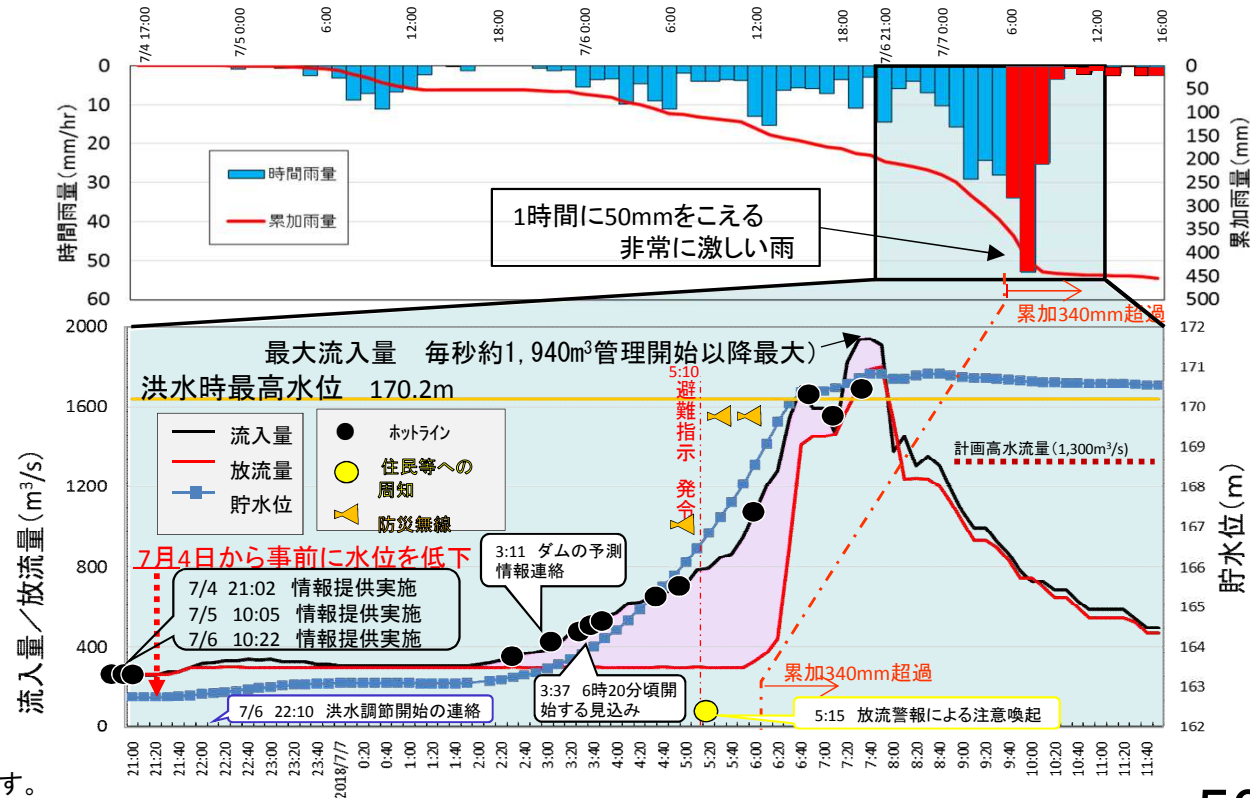 7/4 17:00
7/5 0:00
6:00
12:00
18:00
7/6 0:00
6:00
12:00
18:00
7/6 21:00
7/7 0:00
6:00
12:00
16:00
時間雨量(mm/hr)
0
10
20
30
40
50
60
時間雨量
累加雨量
1時間に50mmをこえる
非常に激しい雨
0
50
100
150
200
250
300
350
400
450
500
累加雨量(mm)
累加340mm超過
流入量/放流量(m³/s)
2000
1600
1200
800
400
0
最大流入量 毎秒約1,940m³管理開始以降最大)
洪水時最高水位 170.2m
流入量
放流量
貯水位
ホットライン
住民等への
周知
防災無線
5:10
避難指示 発令
計画高水流量(1,300m³/s)
7月4日から事前に水位を低下
7/4 21:02 情報提供実施
7/5 10:05 情報提供実施
7/6 10:22 情報提供実施
3:11 ダムの予測
情報連絡
3:37 6時20分頃開
始する見込み
7/6 22:10 洪水調節開始の連絡
累加340mm超過
5:15 放流警報による注意喚起
172
171
170
169
168
167
166
165
164
163
162
貯水位(m)
21:00
21:20
21:40
22:00
22:20
22:40
23:00
23:20
23:40
2018/7/7
0:20
0:40
1:00
1:20
1:40
2:00
2:20
2:40
3:00
3:20
3:40
4:00
4:20
4:40
5:00
5:20
5:40
6:00
6:20
6:40
7:00
7:20
7:40
8:00
8:20
8:40
9:00
9:20
9:40
10:00
10:20
10:40
11:00
11:20
11:40
す。